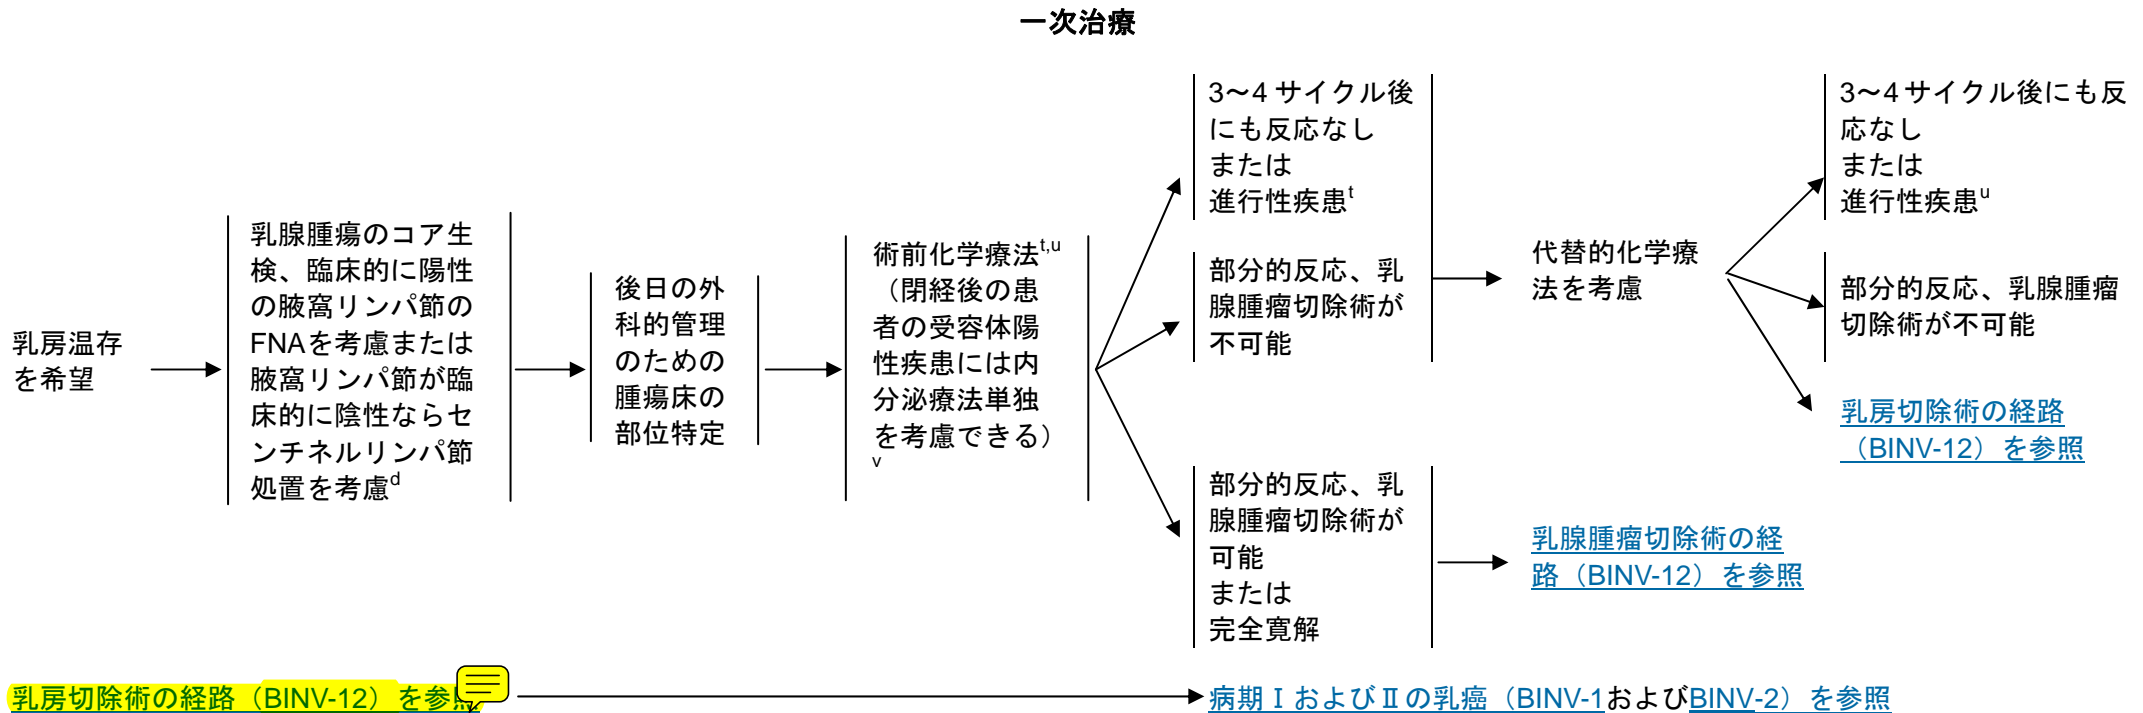 一次治療
乳房温存
を希望
乳腺腫瘍のコア生
検、臨床的に陽性
の腋窩リンパ節の
FNAを考慮または
腋窩リンパ節が臨
床的に陰性ならセ
ンチネルリンパ節
処置を考慮d
後日の外
科的管理
のための
腫瘍床の
部位特定
術前化学療法t,u
（閉経後の患
者の受容体陽
性疾患には内
分泌療法単独
を考慮できる）
v
3～4 サイクル後
にも反応なし
または
進行性疾患t
部分的反応、乳
腺腫瘤切除術が
不可能
部分的反応、乳
腺腫瘤切除術が
可能
または
完全寛解
代替的化学療
法を考慮
乳腺腫瘤切除術の経
路（BINV-12）を参照
3～4 サイクル後にも反
応なし
または
進行性疾患u
部分的反応、乳腺腫瘤
切除術が不可能
乳房切除術の経路
（BINV-12）を参照
乳房切除術の経路（BINV-12）を参照
病期ⅠおよびⅡの乳癌（BINV-1およびBINV-2）を参照